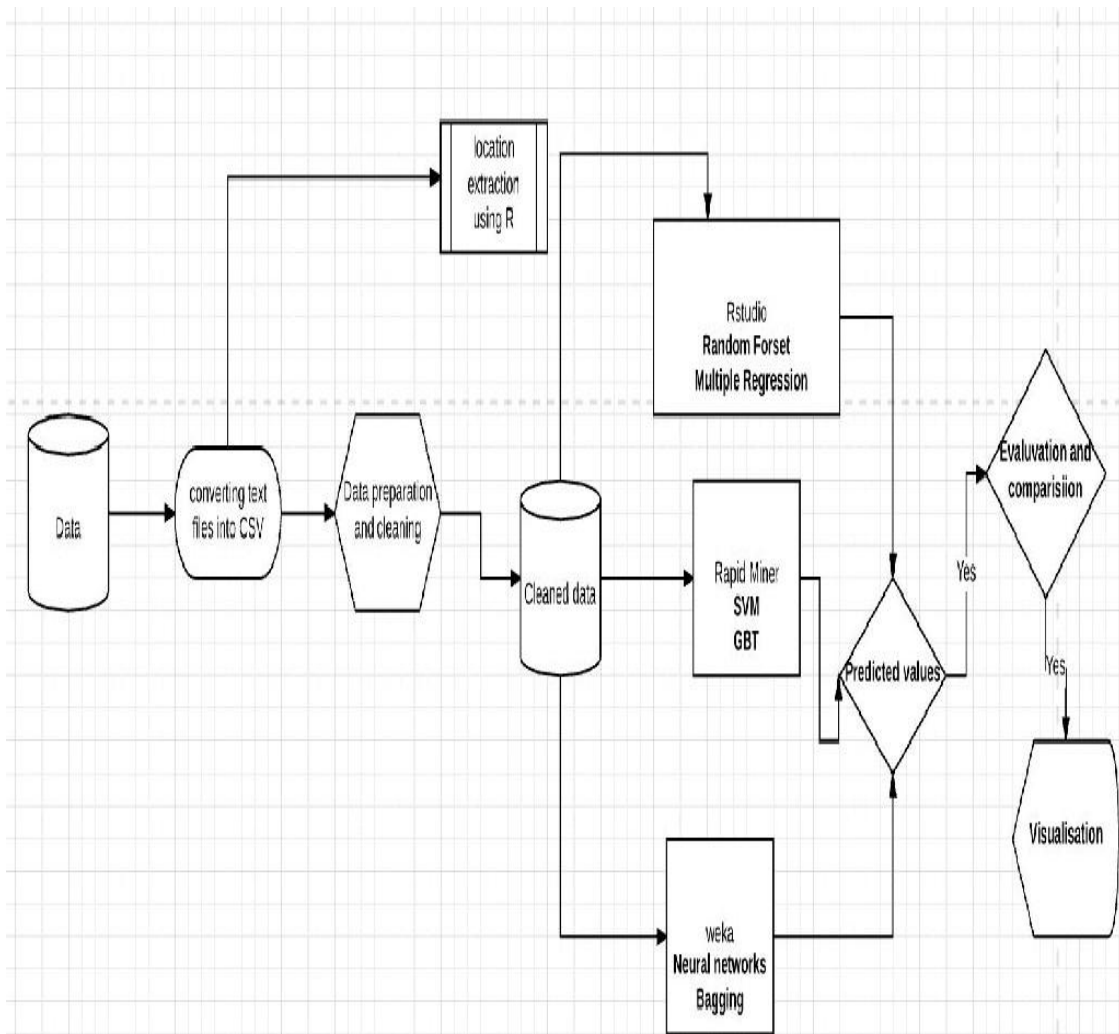 location
extraction
using R
Rstudio
Random Forset
Multiple Regression
Data
converting text
files into CSV
Data preparation
and cleaning
Cleaned data
Rapid Miner
SVM
GBT
weka
Neural networks
Bagging
Predicted values
Yes
Evaluvation and
comparisiion
Yes
Visualisation